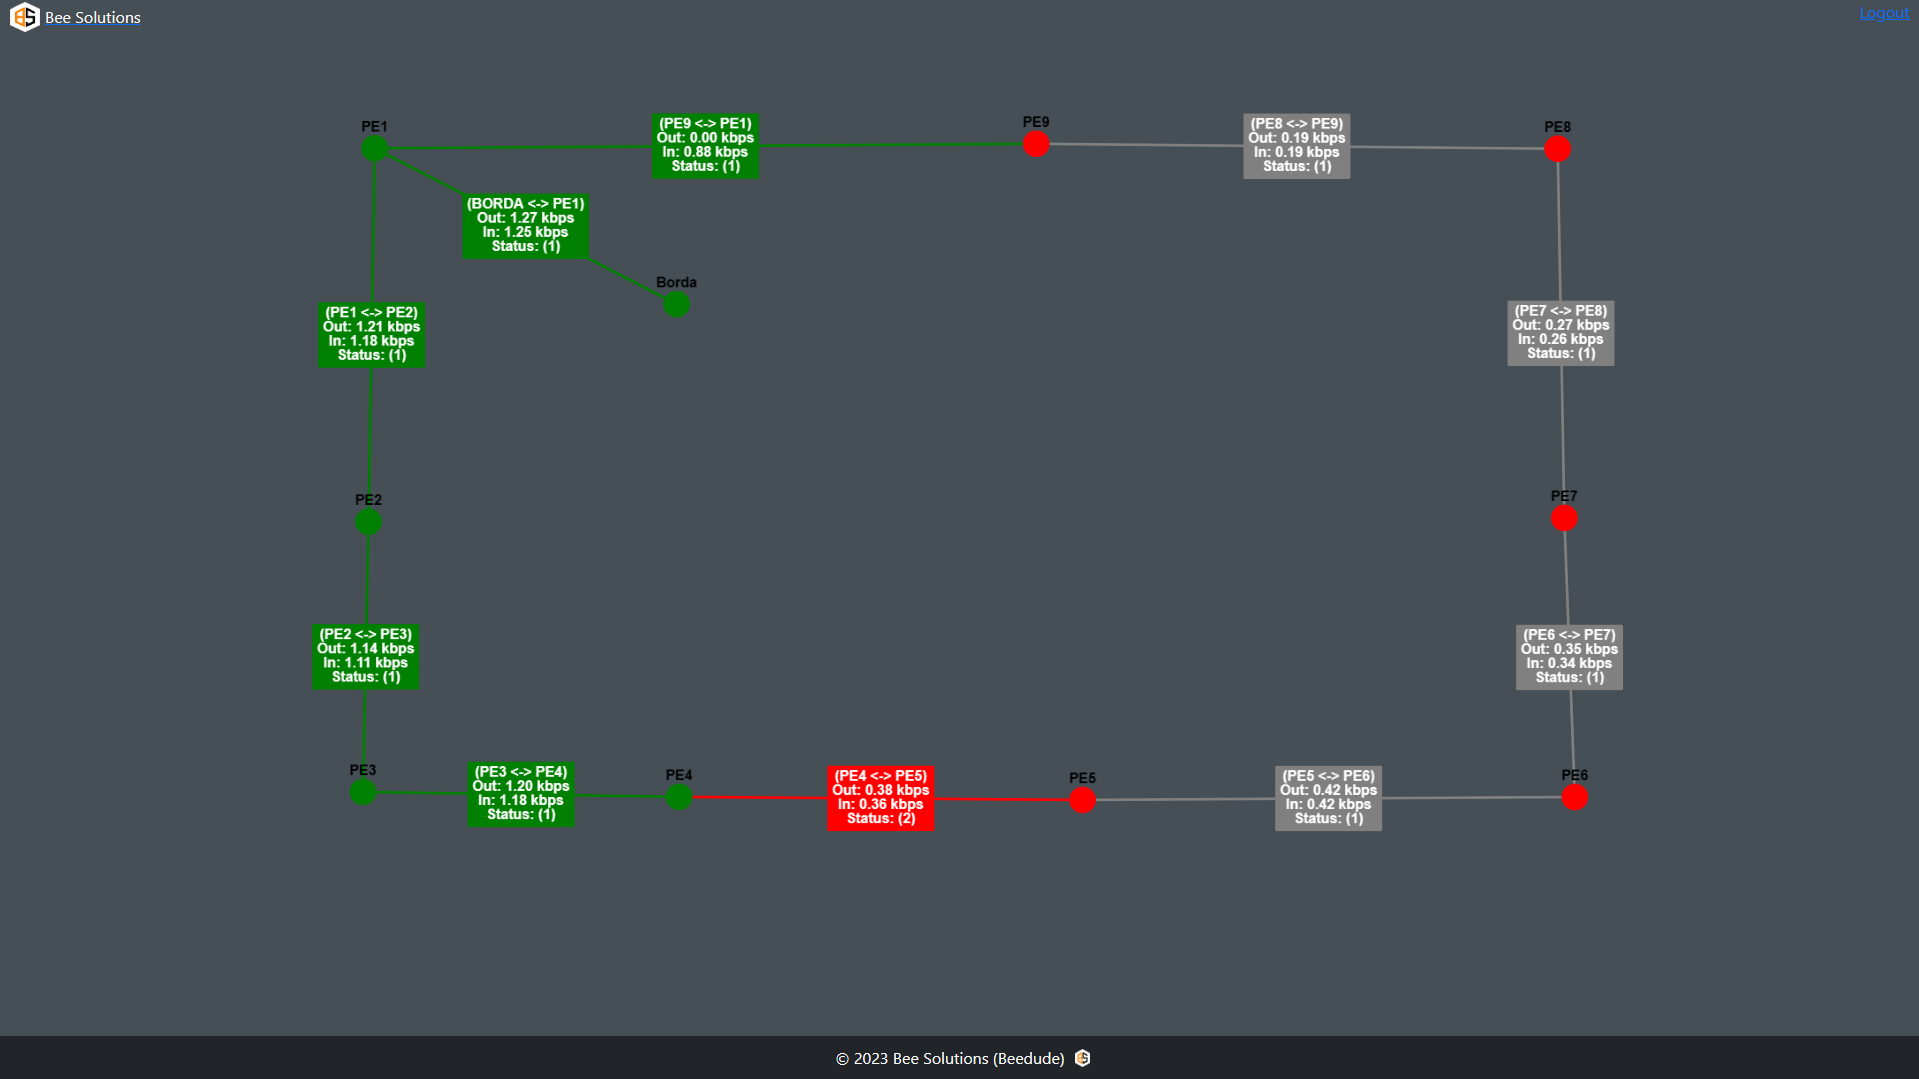 Bee Solutions
Logout
PE1
(PE9 <-> PE1)
Out: 0.00 kbps
In: 0.88 kbps
Status: (1)
PE9
(PE8 <-> PE9)
Out: 0.19 kbps
In: 0.19 kbps
Status: (1)
PE8
(BORDA <-> PE1)
Out: 1.27 kbps
In: 1.25 kbps
Status: (1)
Borda
(PE1 <-> PE2)
Out: 1.21 kbps
In: 1.18 kbps
Status: (1)
(PE7 <-> PE8)
Out: 0.27 kbps
In: 0.26 kbps
Status: (1)
PE2
PE7
(PE2 <-> PE3)
Out: 1.14 kbps
In: 1.11 kbps
Status: (1)
(PE6 <-> PE7)
Out: 0.35 kbps
In: 0.34 kbps
Status: (1)
PE3
(PE3 <-> PE4)
Out: 1.20 kbps
In: 1.18 kbps
Status: (1)
PE4
(PE4 <-> PE5)
Out: 0.38 kbps
In: 0.36 kbps
Status: (2)
PE5
(PE5 <-> PE6)
Out: 0.42 kbps
In: 0.42 kbps
Status: (1)
PE6
© 2023 Bee Solutions (Beedude)